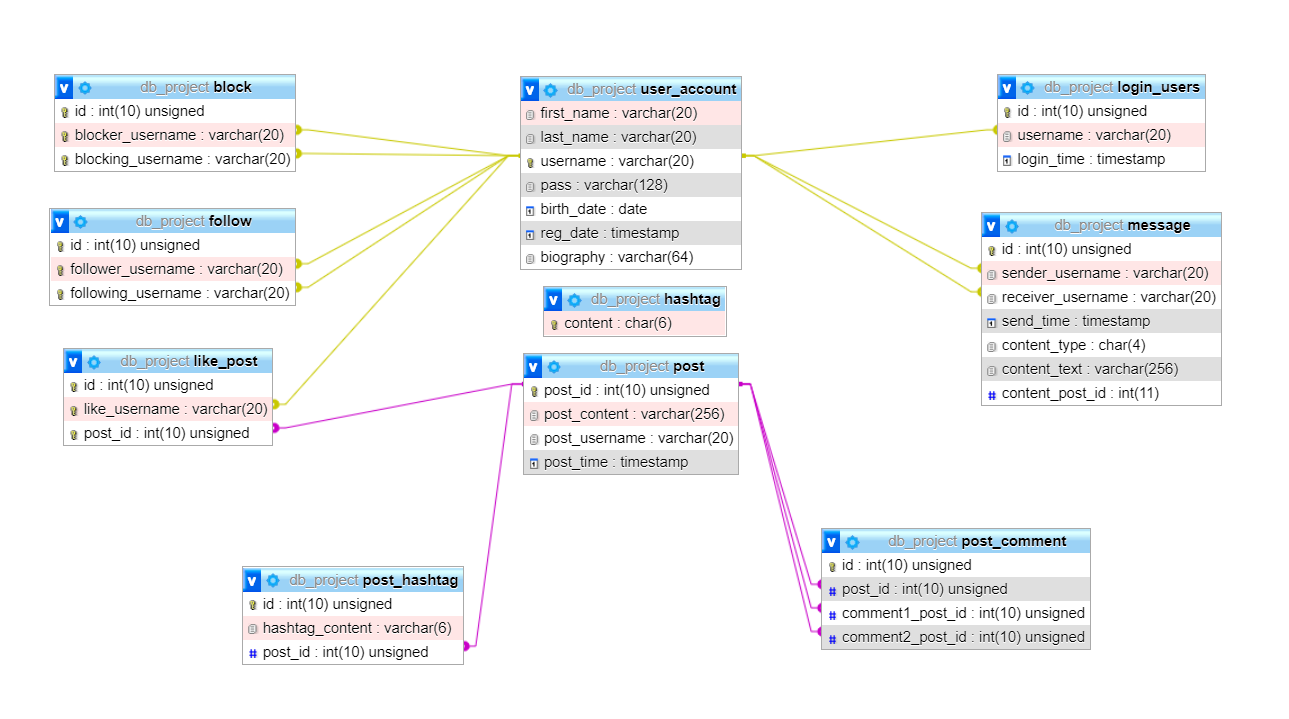 v db_project block
id : int(10) unsigned
blocker_username : varchar(20)
blocking_username : varchar(20)
v db_project follow
id : int(10) unsigned
follower_username : varchar(20)
following_username : varchar(20)
v db_project like_post
id : int(10) unsigned
like_username : varchar(20)
post_id : int(10) unsigned
v db_project user_account
first_name : varchar(20)
last_name : varchar(20)
username : varchar(20)
pass : varchar(128)
birth_date : date
reg_date : timestamp
biography : varchar(64)
v db_project hashtag
content : char(6)
v db_project post
post_id : int(10) unsigned
post_content : varchar(256)
post_username : varchar(20)
post_time : timestamp
v db_project login_users
id : int(10) unsigned
username : varchar(20)
login_time : timestamp
v db_project message
id : int(10) unsigned
sender_username : varchar(20)
receiver_username : varchar(20)
send_time : timestamp
content_type : char(4)
content_text : varchar(256)
# content_post_id : int(11)
v db_project post_hashtag
id : int(10) unsigned
hashtag_content : varchar(6)
# post_id : int(10) unsigned
v db_project post_comment
id : int(10) unsigned
# post_id : int(10) unsigned
# comment1_post_id : int(10) unsigned
# comment2_post_id : int(10) unsigned